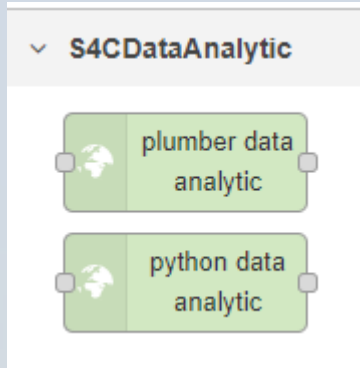 S4CDataAnalytic
plumber data
analytic
python data
analytic